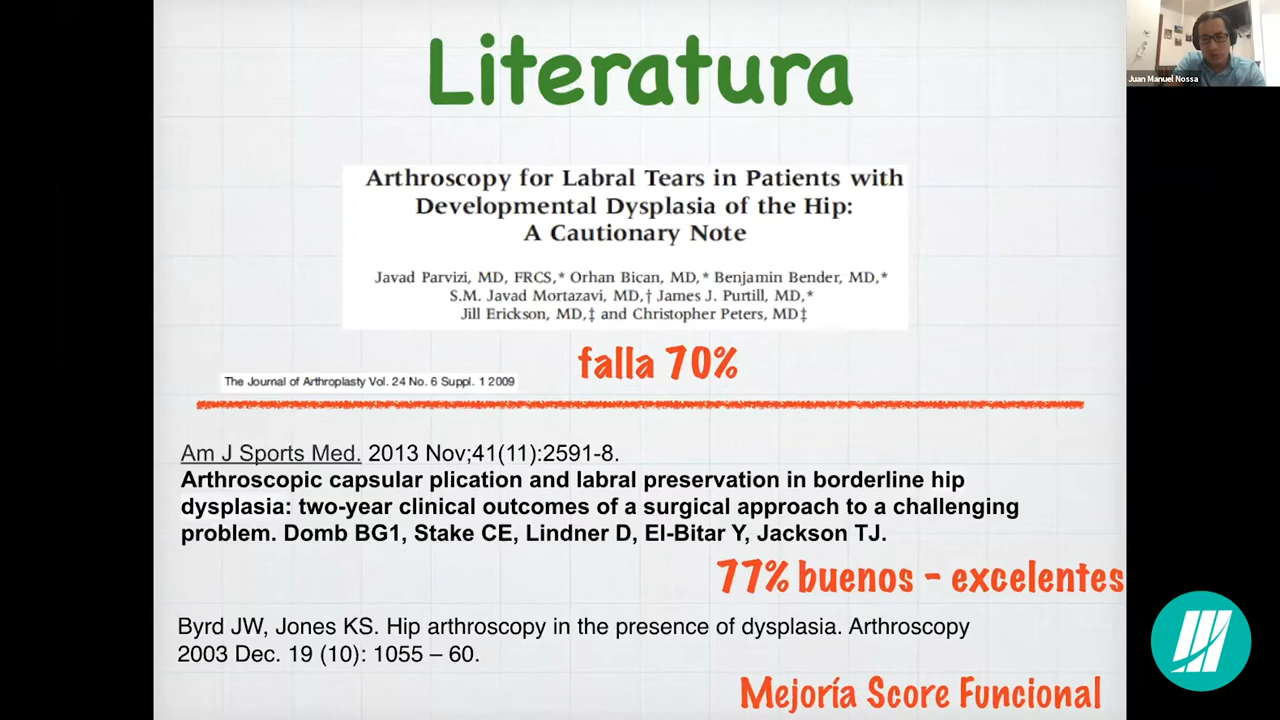 Literatura
Juan Manuel Nossa
Arthroscopy for Labral Tears in Patients with
Developmental Dysplasia of the Hip:
A Cautionary Note
Javad Parvizi, MD, FRCS,* Orhan Bican, MD,* Benjamin Bender, MD,*
S.M. Javad Mortazavi, MD,† James J. Purtill, MD,*
Jill Erickson, MD,‡ and Christopher Peters, MD‡
falla 70%
The Journal of Arthroplasty Vol. 24 No. 6 Suppl. 1 2009
Am J Sports Med. 2013 Nov;41(11):2591-8.
Arthroscopic capsular plication and labral preservation in borderline hip
dysplasia: two-year clinical outcomes of a surgical approach to a challenging
problem. Domb BG1, Stake CE, Lindner D, El-Bitar Y, Jackson TJ.
77% buenos - excelentes
Byrd JW, Jones KS. Hip arthroscopy in the presence of dysplasia. Arthroscopy
2003 Dec. 19 (10): 1055 – 60.
Mejoría Score Funcional